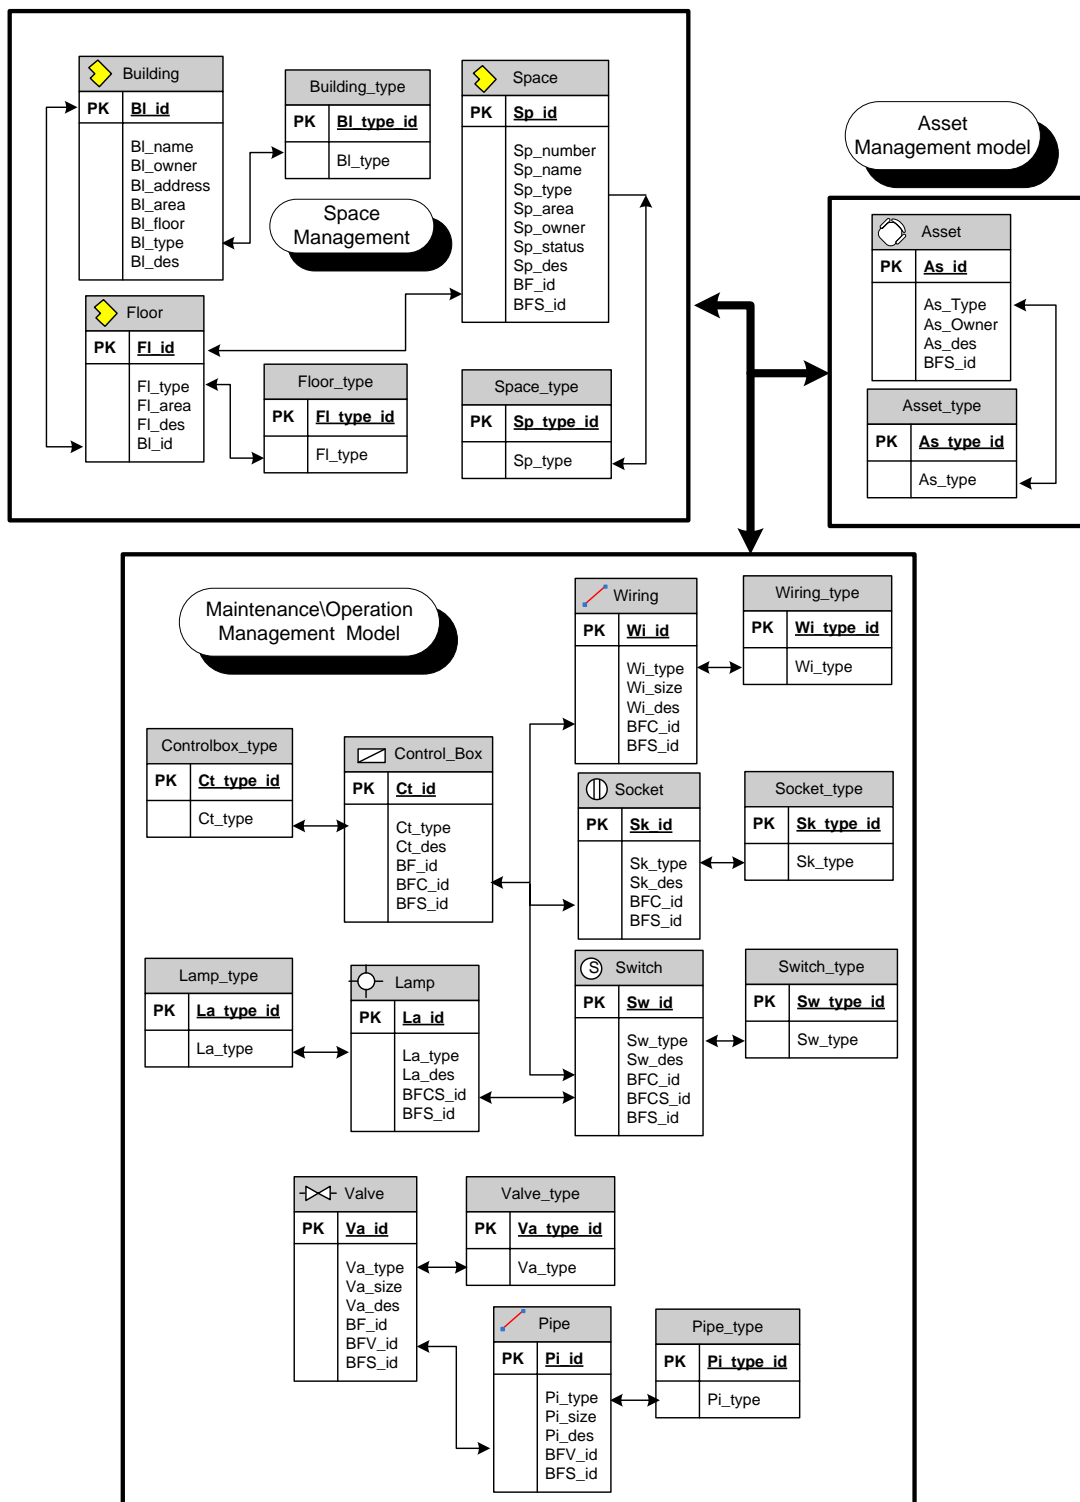 Building
PK Bl_id
Bl_name
Bl_owner
Bl_address
Bl_area
Bl_floor
Bl_type
Bl_des
Building_type
PK Bl_type_id
Bl_type
Space
PK Sp_id
Sp_number
Sp_name
Sp_type
Sp_area
Sp_owner
Sp_status
Sp_des
BF_id
BFS_id
Space
Management
Floor
PK Fl_id
Fl_type
Fl_area
Fl_des
Bl_id
Floor_type
PK Fl_type_id
Fl_type
Space_type
PK Sp_type_id
Sp_type
Asset
Management model
Asset
PK As_id
As_Type
As_Owner
As_des
BFS_id
Asset_type
PK As_type_id
As_type
Maintenance\Operation
Management Model
Wiring
PK Wi_id
Wi_type
Wi_size
Wi_des
BFC_id
BFS_id
Wiring_type
PK Wi_type_id
Wi_type
Controlbox_type
PK Ct_type_id
Ct_type
Control_Box
PK Ct_id
Ct_type
Ct_des
BF_id
BFC_id
BFS_id
Socket
PK Sk_id
Sk_type
Sk_des
BFC_id
BFS_id
Socket_type
PK Sk_type_id
Sk_type
Lamp_type
PK La_type_id
La_type
Lamp
PK La_id
La_type
La_des
BFCS_id
BFS_id
S Switch
PK Sw_id
Sw_type
Sw_des
BFC_id
BFCS_id
BFS_id
Switch_type
PK Sw_type_id
Sw_type
Valve
PK Va_id
Va_type
Va_size
Va_des
BF_id
BFV_id
BFS_id
Valve_type
PK Va_type_id
Va_type
Pipe
PK Pi_id
Pi_type
Pi_size
Pi_des
BFV_id
BFS_id
Pipe_type
PK Pi_type_id
Pi_type